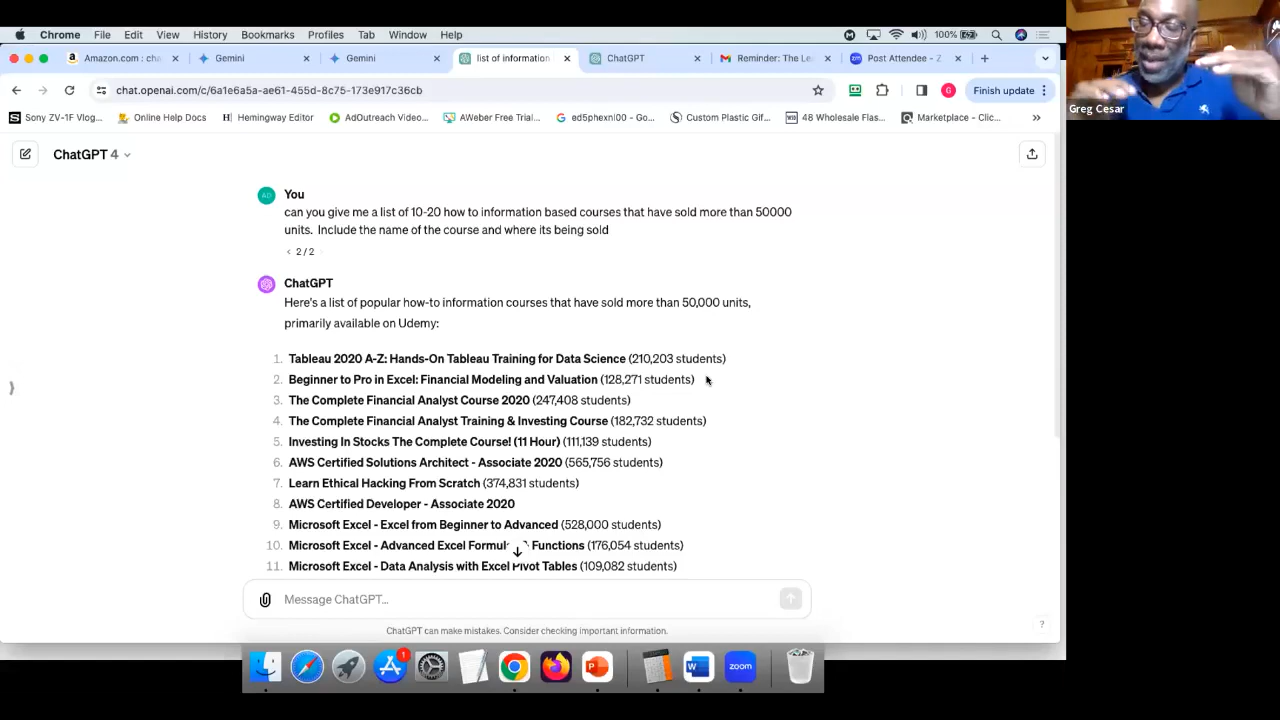 Chrome File Edit View History Bookmarks Profiles Tab Window Help 100%
Amazon.com : cha Gemini Gemini list of information ChatGPT Reminder: The Le Post Attendee - Z
chat.openai.com/c/6a1e6a5a-ae61-455d-8c75-173e917c36cb G Finish update
Sony ZV-1F Vlog... Online Help Docs Hemingway Editor AdOutreach Video... AWeber Free Trial... ed5phexnl00 - Go... Custom Plastic Gif... 48 Wholesale Flas... Marketplace - Clic... »
Greg Cesar
ChatGPT 4
AD You
can you give me a list of 10-20 how to information based courses that have sold more than 50000
units. Include the name of the course and where its being sold
< 2/2
ChatGPT
Here's a list of popular how-to information courses that have sold more than 50,000 units,
primarily available on Udemy:
1. Tableau 2020 A-Z: Hands-On Tableau Training for Data Science (210,203 students)
2. Beginner to Pro in Excel: Financial Modeling and Valuation (128,271 students)
3. The Complete Financial Analyst Course 2020 (247,408 students)
4. The Complete Financial Analyst Training & Investing Course (182,732 students)
5. Investing In Stocks The Complete Course! (11 Hour) (111,139 students)
6. AWS Certified Solutions Architect - Associate 2020 (565,756 students)
7. Learn Ethical Hacking From Scratch (374,831 students)
8. AWS Certified Developer - Associate 2020
9. Microsoft Excel - Excel from Beginner to Advanced (528,000 students)
10. Microsoft Excel - Advanced Excel Formul Functions (176,054 students)
11. Microsoft Excel - Data Analysis with Excel Pivot Tables (109,082 students)
Message ChatGPT...
ChatGPT can make mistakes. Consider checking important information.
?
1 P W zoom